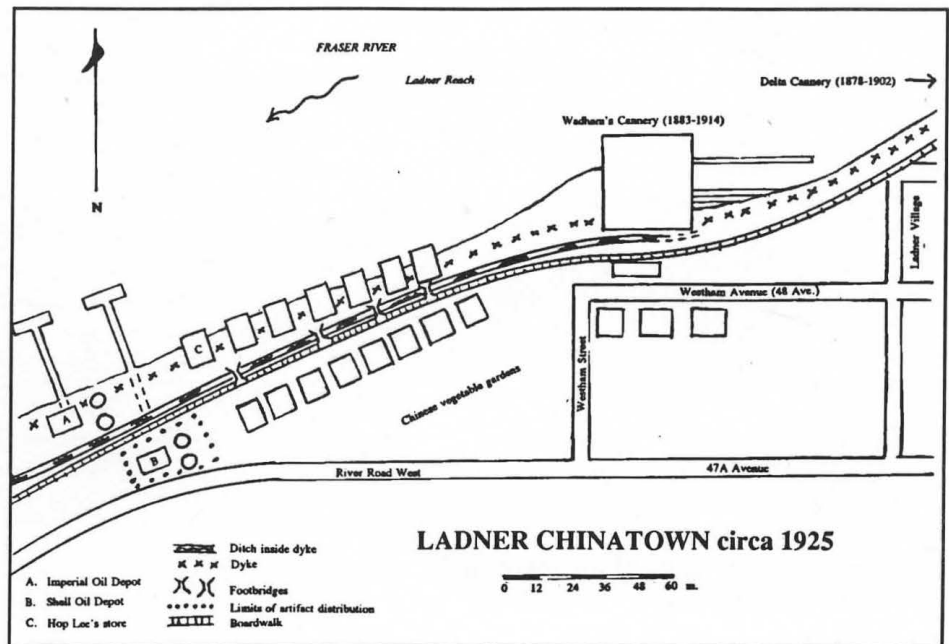 FRASER RIVER
Ladner Reach
Delta Cannery (1878-1902)
Wadham's Cannery (1883-1914)
N
Ladner Village
Westham Avenue (48 Ave.)
C
A
Westham Street
Chinese vegetable gardens
B
River Road West
47A Avenue
LADNER CHINATOWN circa 1925
0 12 24 36 48 60 m.
Ditch inside dyke
Dyke
A. Imperial Oil Depot
Footbridges
B. Shell Oil Depot
Limits of artifact distribution
C. Hop Lee's store
Boardwalk